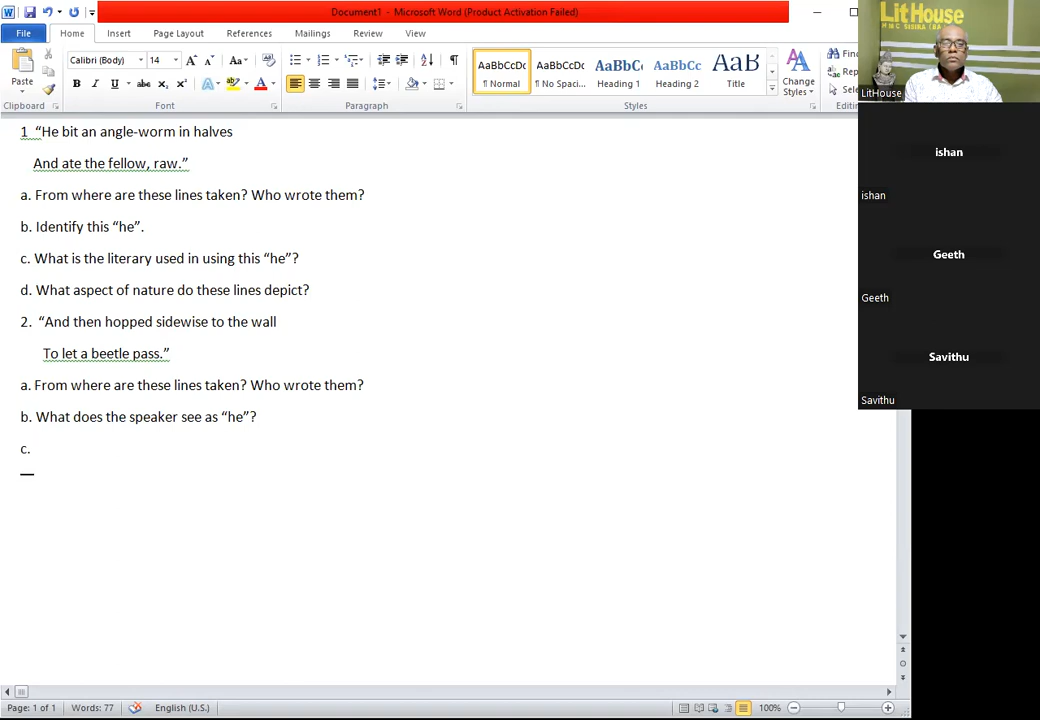 Document1 - Microsoft Word (Product Activation Failed)
File Home Insert Page Layout References Mailings Review View
Paste
Calibri (Body) 14
AaBbCcDc AaBbCcDc AaBbC AaBbCc AaB
¶ Normal ¶ No Spaci... Heading 1 Heading 2 Title
Change
Styles
Find
Rep
Sele
Clipboard Font Paragraph Styles Editin
1 “He bit an angle-worm in halves
And ate the fellow, raw.”
a. From where are these lines taken? Who wrote them?
b. Identify this “he”.
c. What is the literary used in using this “he”?
d. What aspect of nature do these lines depict?
2. “And then hopped sidewise to the wall
To let a beetle pass.”
a. From where are these lines taken? Who wrote them?
b. What does the speaker see as “he”?
c.
Page: 1 of 1 Words: 77 English (U.S.) 100%
LitHouse
LitHouse
ishan
ishan
Geeth
Geeth
Savithu
Savithu